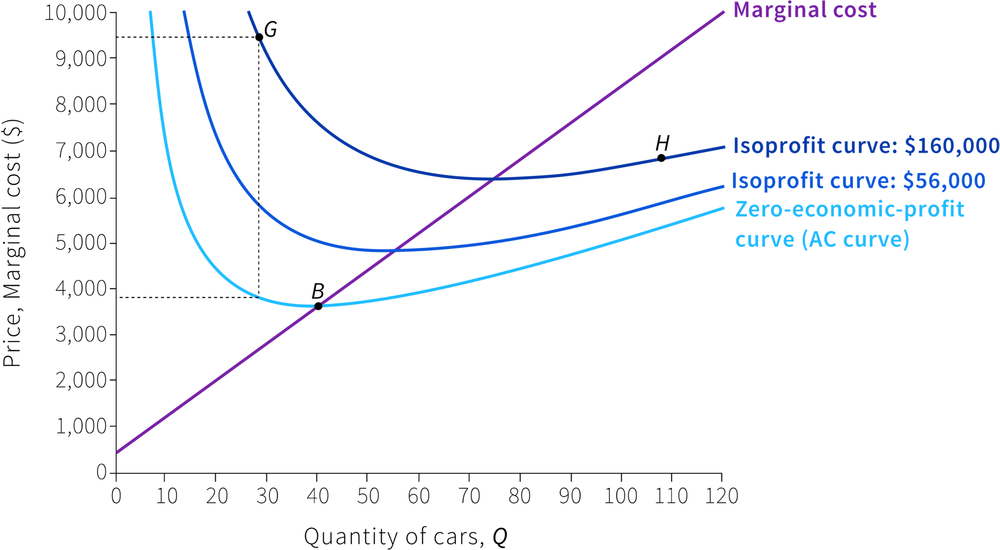 10,000
9,000
8,000
7,000
6,000
5,000
4,000
3,000
2,000
1,000
0
Price, Marginal cost ($)
G
B
H
Marginal cost
Isoprofit curve: $160,000
Isoprofit curve: $56,000
Zero-economic-profit
curve (AC curve)
0 10 20 30 40 50 60 70 80 90 100 110 120
Quantity of cars, Q